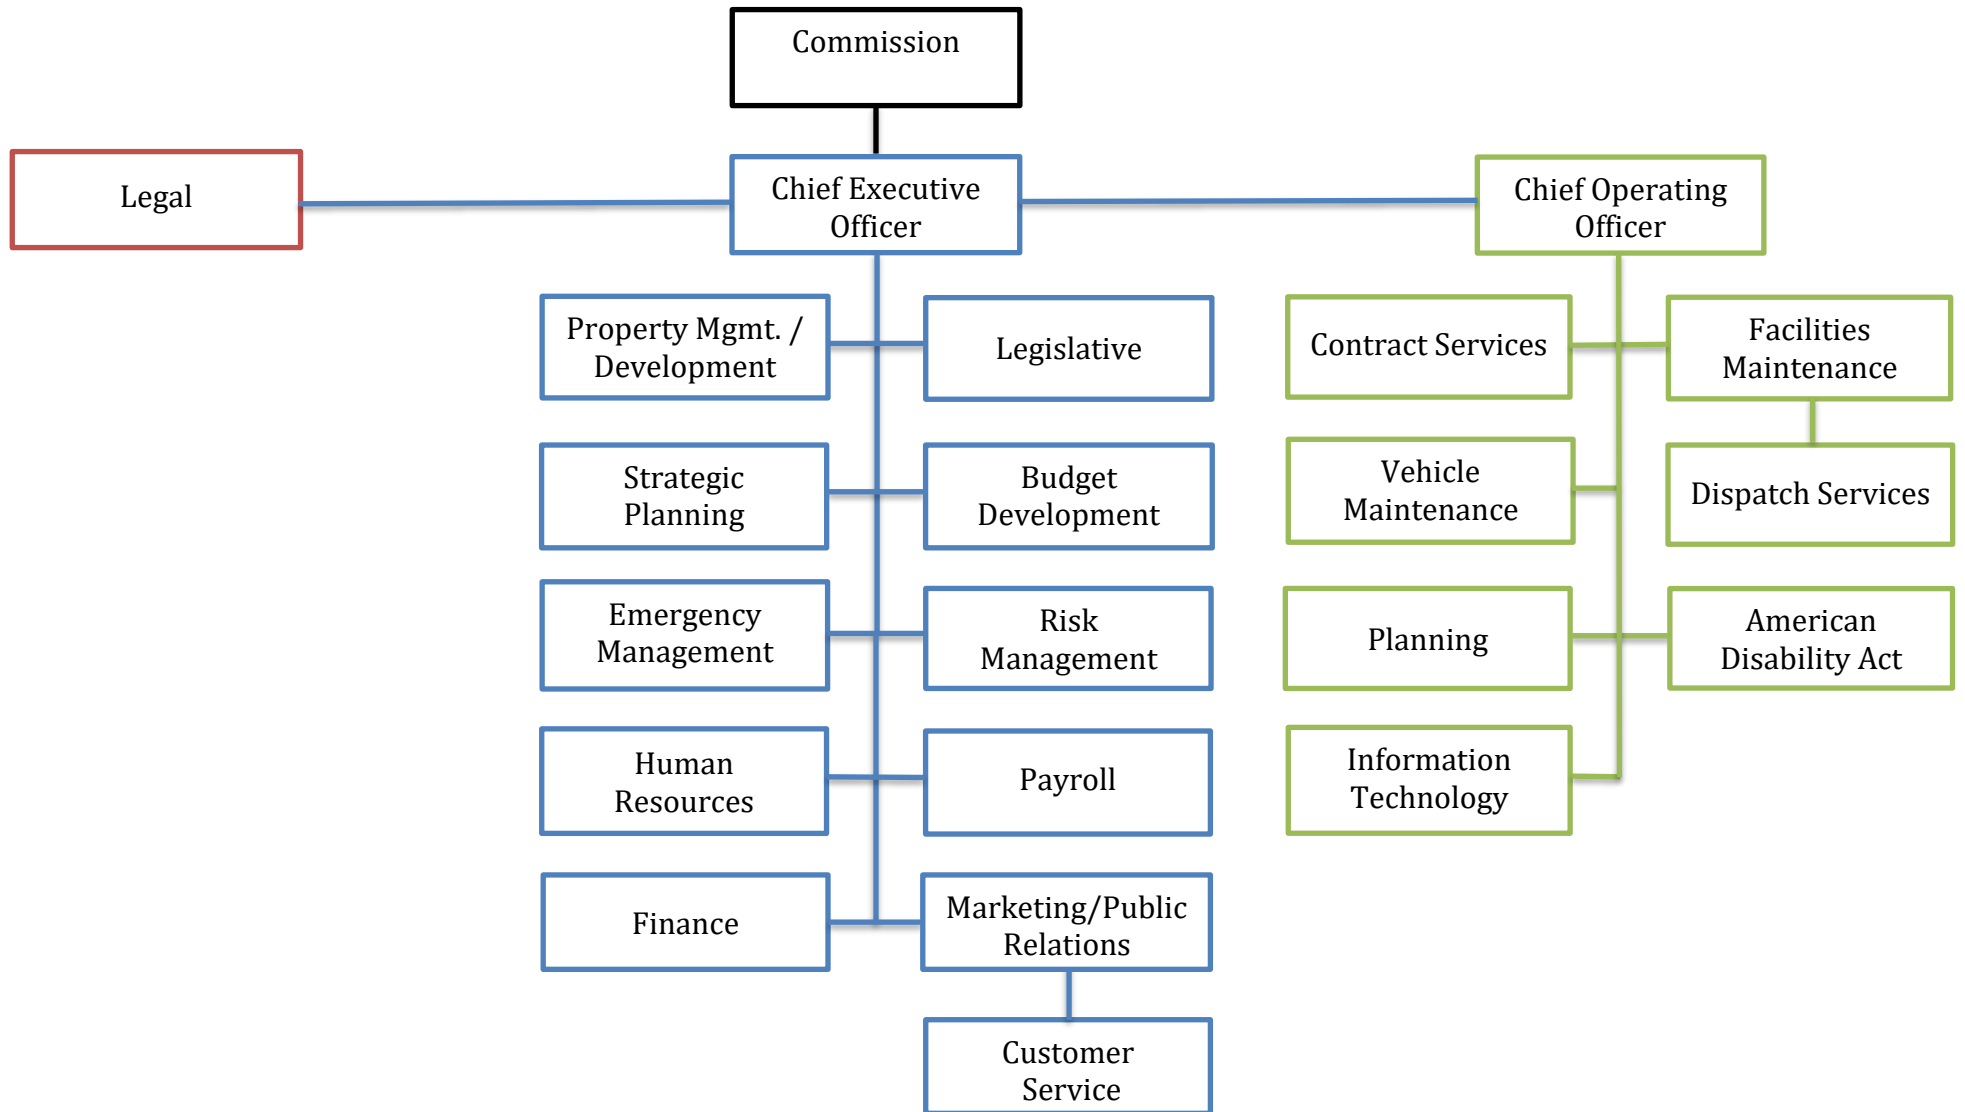 Commission
Legal
Chief Executive
Officer
Chief Operating
Officer
Property Mgmt. /
Development
Legislative
Contract Services
Facilities
Maintenance
Strategic
Planning
Budget
Development
Vehicle
Maintenance
Dispatch Services
Emergency
Management
Risk
Management
Planning
American
Disability Act
Human
Resources
Payroll
Information
Technology
Finance
Marketing/Public
Relations
Customer
Service